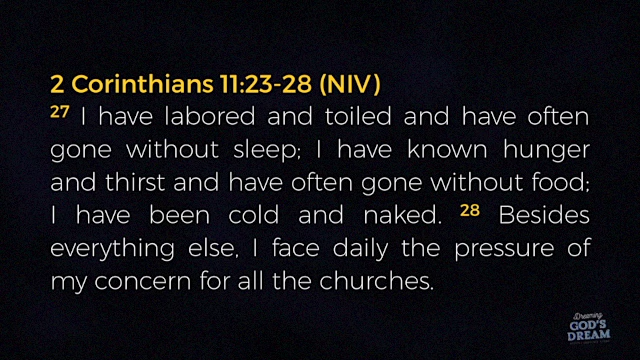 2 Corinthians 11:23-28 (NIV)
27 I have labored and toiled and have often
gone without sleep; I have known hunger
and thirst and have often gone without food;
I have been cold and naked. 28 Besides
everything else, I face daily the pressure of
my concern for all the churches.
Dreaming
GOD'S
DREAM